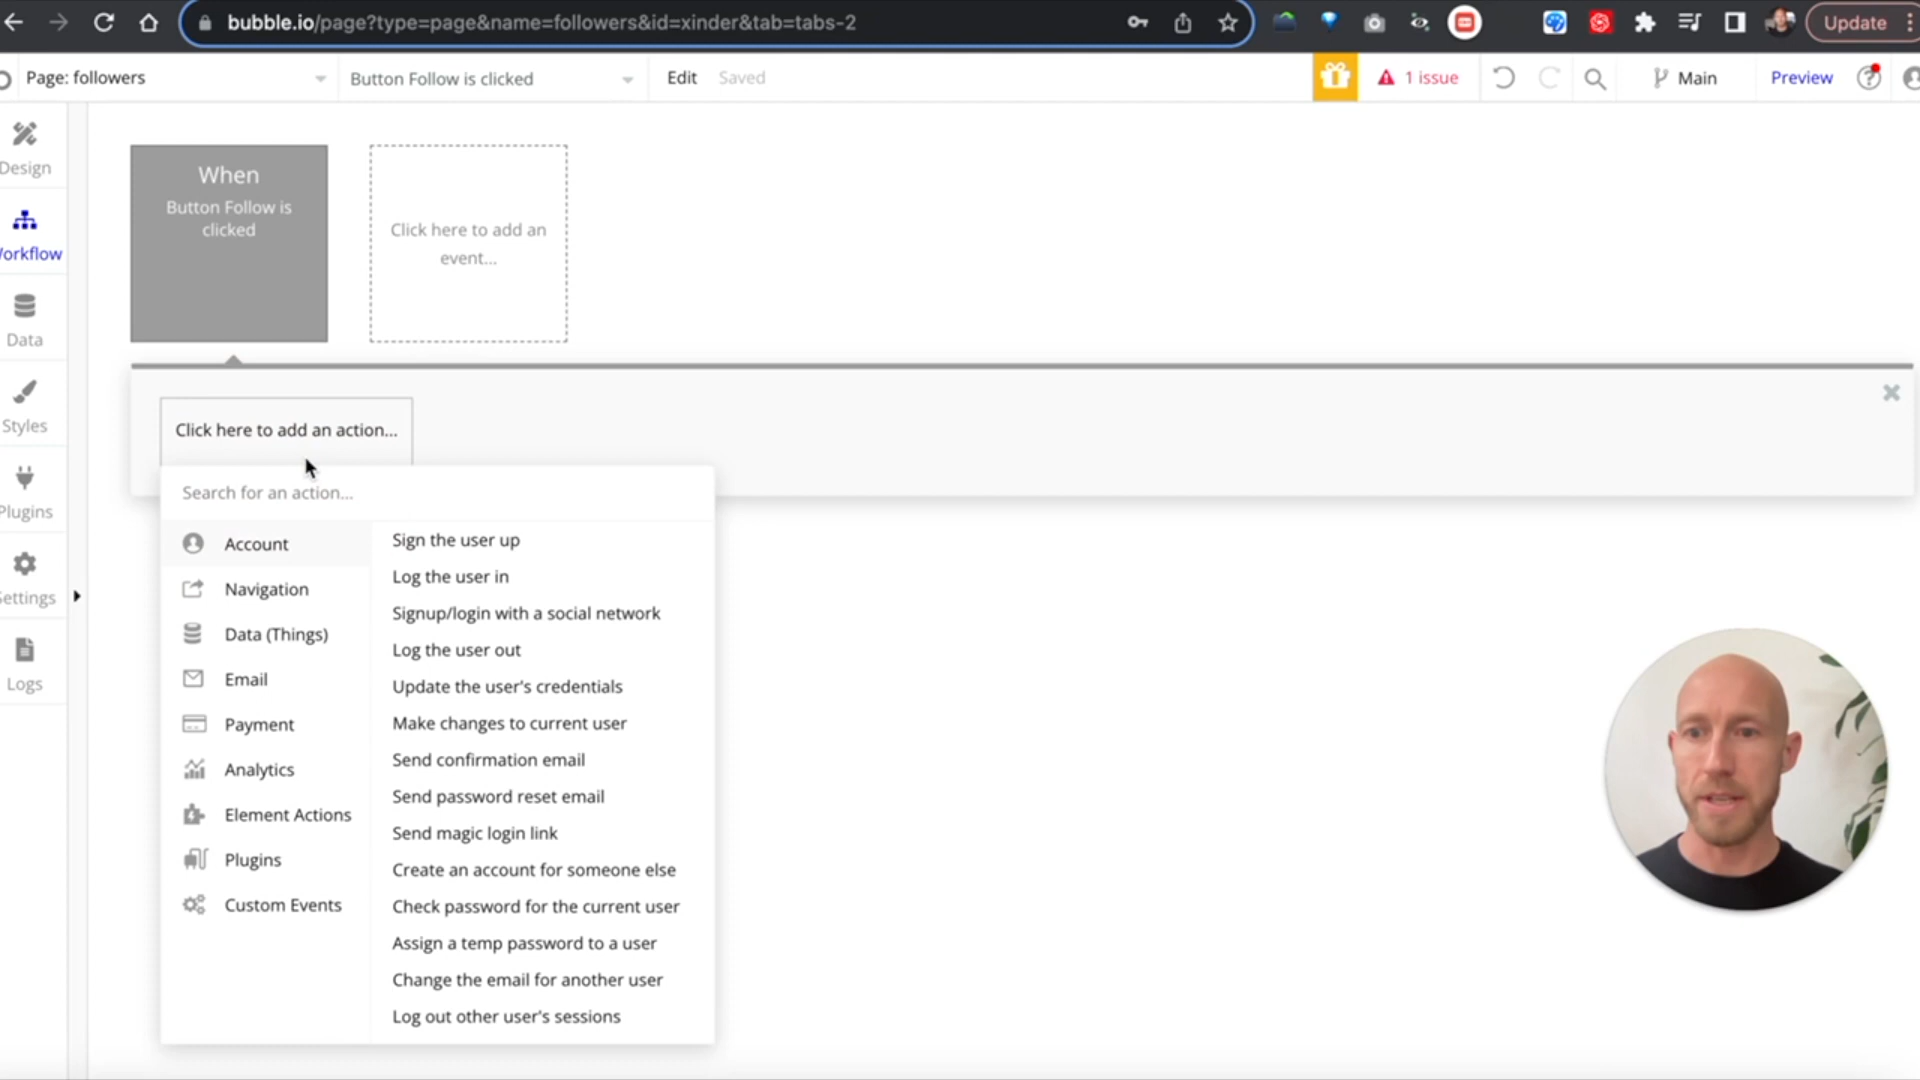 bubble.io/page?type=page&name=followers&id=xinder&tab=tabs-2
Update
Page: followers
Button Follow is clicked
Edit
Saved
1 issue
Main
Preview
Design
Workflow
Data
Styles
Plugins
Settings
Logs
When
Button Follow is
clicked
Click here to add an
event...
Click here to add an action...
Search for an action...
Account
Navigation
Data (Things)
Email
Payment
Analytics
Element Actions
Plugins
Custom Events
Sign the user up
Log the user in
Signup/login with a social network
Log the user out
Update the user's credentials
Make changes to current user
Send confirmation email
Send password reset email
Send magic login link
Create an account for someone else
Check password for the current user
Assign a temp password to a user
Change the email for another user
Log out other user's sessions